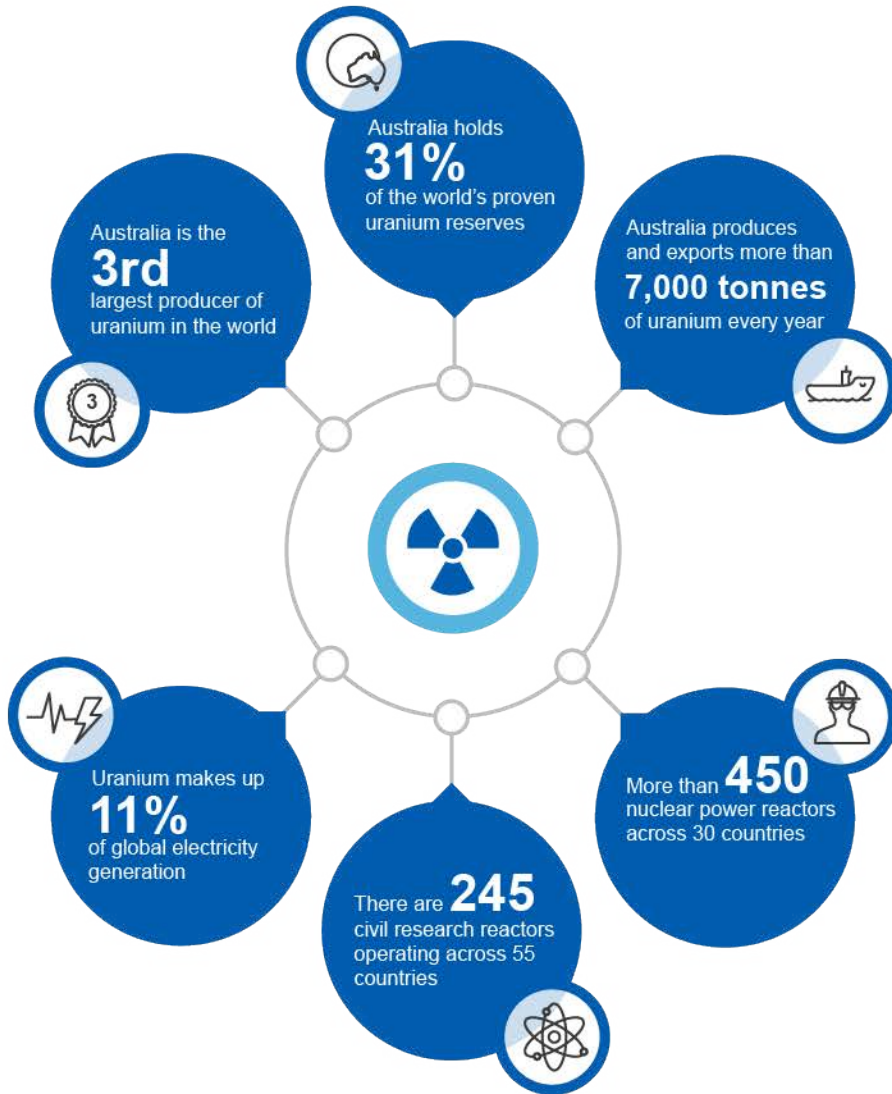 Australia holds
31%
of the world's proven
uranium reserves
Australia is the
3rd
largest producer of
uranium in the world
3
Australia produces
and exports more than
7,000 tonnes
of uranium every year
Uranium makes up
11%
of global electricity
generation
There are 245
civil research reactors
operating across 55
countries
More than 450
nuclear power reactors
across 30 countries